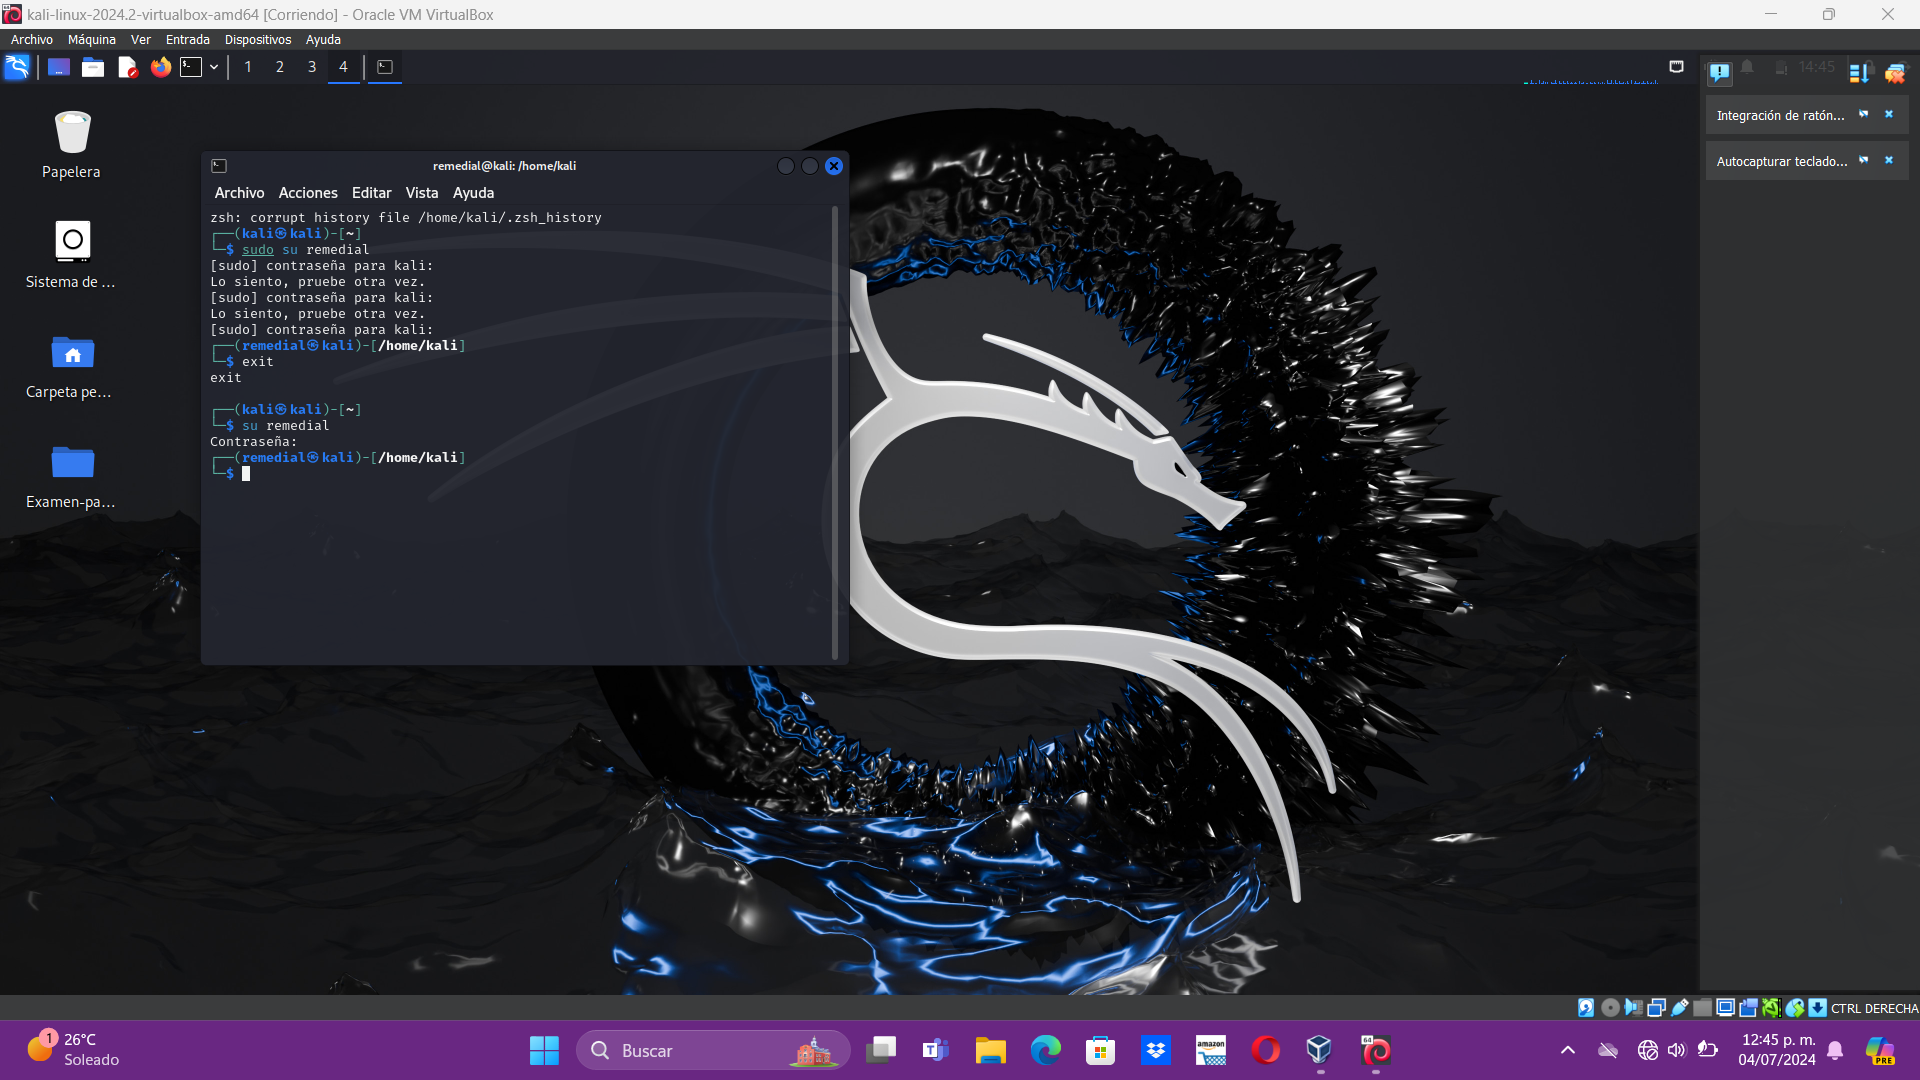 kali-linux-2024.2-virtualbox-amd64 [Corriendo] - Oracle VM VirtualBox
Archivo Máquina Ver Entrada Dispositivos Ayuda
1 2 3 4
14:45
Integración de ratón...
Autocapturar teclado...
Papelera
Sistema de ...
Carpeta pe...
Examen-pa...
remedial@kali: /home/kali
Archivo Acciones Editar Vista Ayuda
zsh: corrupt history file /home/kali/.zsh_history
┌──(kali㉿kali)-[~]
└─$ sudo su remedial
[sudo] contraseña para kali:
Lo siento, pruebe otra vez.
[sudo] contraseña para kali:
Lo siento, pruebe otra vez.
[sudo] contraseña para kali:
┌──(remedial㉿kali)-[/home/kali]
└─$ exit
exit
┌──(kali㉿kali)-[~]
└─$ su remedial
Contraseña:
┌──(remedial㉿kali)-[/home/kali]
└─$
CTRL DERECHA
1
26°C
Soleado
Buscar
amazon
64
12:45 p. m.
04/07/2024
PRE